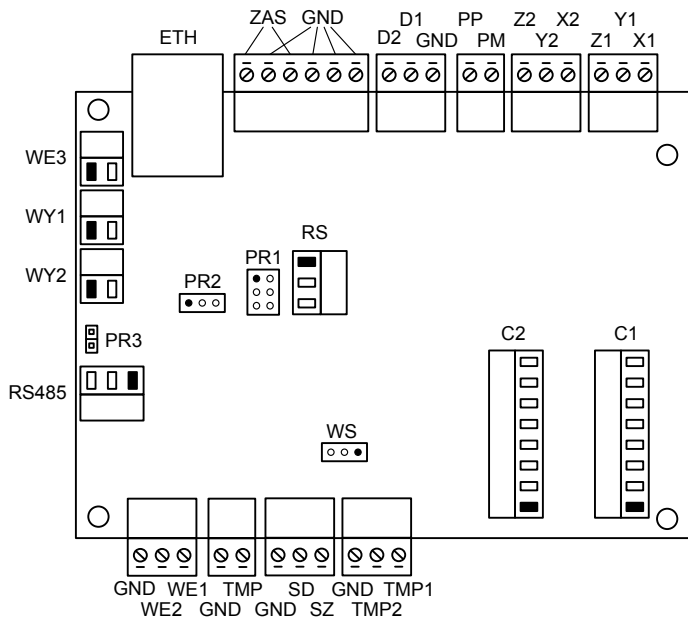 ZAS GND D1 PP Z2 X2 Y1
ETH D2 GND PM Y2 Z1 X1
WE3
WY1
RS
WY2
PR1
PR2
PR3
C2 C1
RS485
WS
GND WE1 TMP SD GND TMP1
WE2 GND GND SZ TMP2